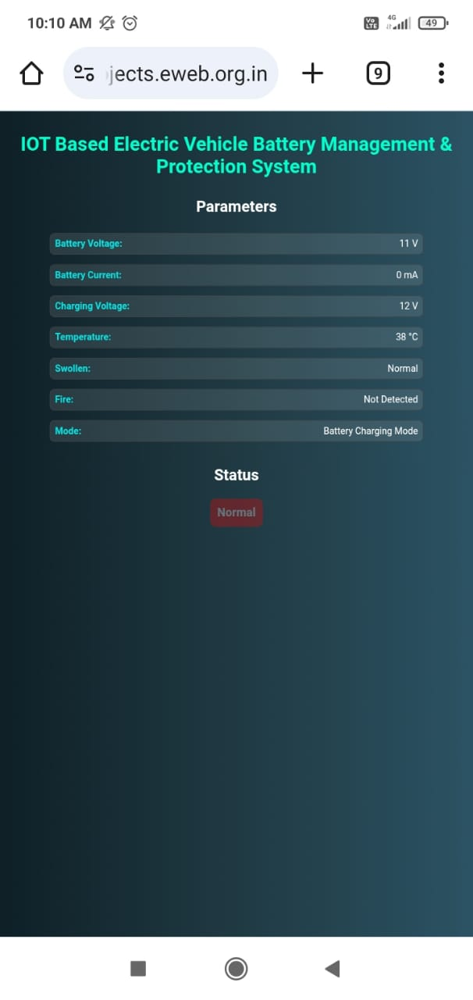 10:10 AM
Vo LTE 4G 49
jects.eweb.org.in
9
IOT Based Electric Vehicle Battery Management &
Protection System
Parameters
Battery Voltage: 11 V
Battery Current: 0 mA
Charging Voltage: 12 V
Temperature: 38 °C
Swollen: Normal
Fire: Not Detected
Mode: Battery Charging Mode
Status
Normal